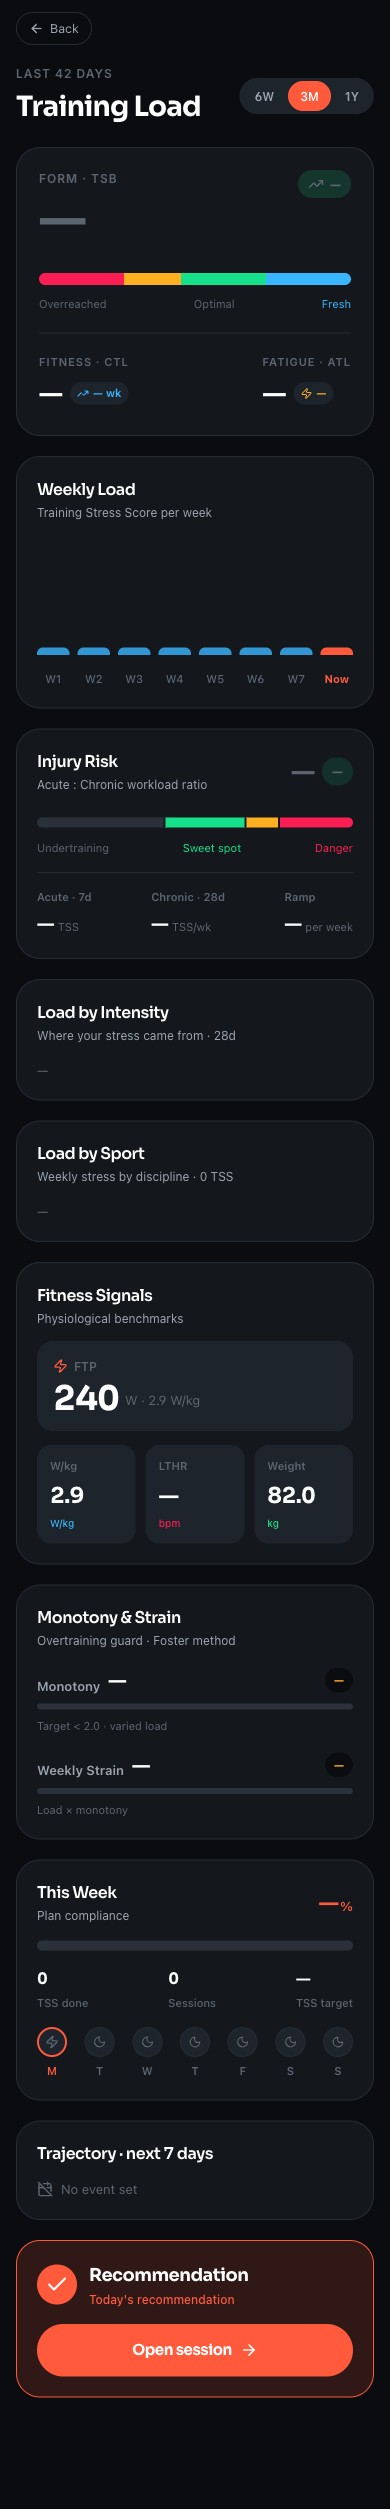 Back
LAST 42 DAYS
Training Load
6W 3M 1Y
FORM · TSB
—
—
Overreached Optimal Fresh
FITNESS · CTL FATIGUE · ATL
— — wk — —
Weekly Load
Training Stress Score per week
W1 W2 W3 W4 W5 W6 W7 Now
Injury Risk
Acute : Chronic workload ratio
— —
Undertraining Sweet spot Danger
Acute · 7d Chronic · 28d Ramp
— TSS — TSS/wk — per week
Load by Intensity
Where your stress came from · 28d
—
Load by Sport
Weekly stress by discipline · 0 TSS
—
Fitness Signals
Physiological benchmarks
FTP
240 W · 2.9 W/kg
W/kg LTHR Weight
2.9 — 82.0
W/kg bpm kg
Monotony & Strain
Overtraining guard · Foster method
Monotony — —
Target < 2.0 · varied load
Weekly Strain — —
Load × monotony
This Week
Plan compliance
—%
0 0 —
TSS done Sessions TSS target
M T W T F S S
Trajectory · next 7 days
No event set
Recommendation
Today's recommendation
Open session